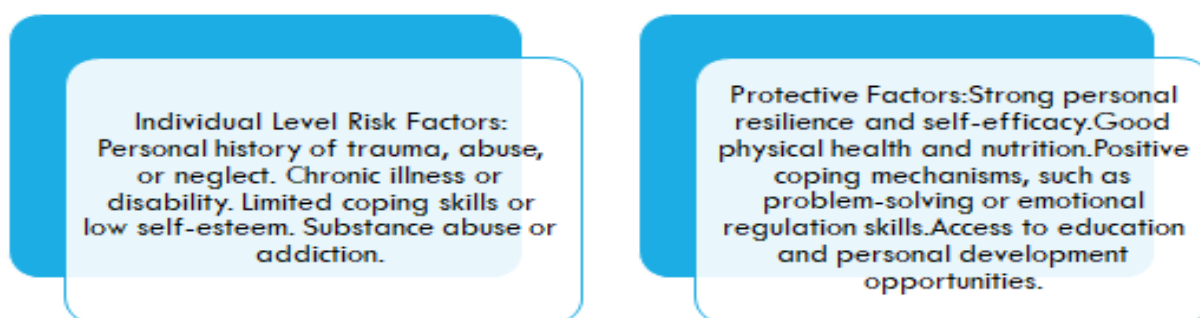 Individual Level Risk Factors:
Personal history of trauma, abuse,
or neglect. Chronic illness or
disability. Limited coping skills or
low self-esteem. Substance abuse or
addiction.
Protective Factors:Strong personal
resilience and self-efficacy.Good
physical health and nutrition.Positive
coping mechanisms, such as
problem-solving or emotional
regulation skills.Access to education
and personal development
opportunities.